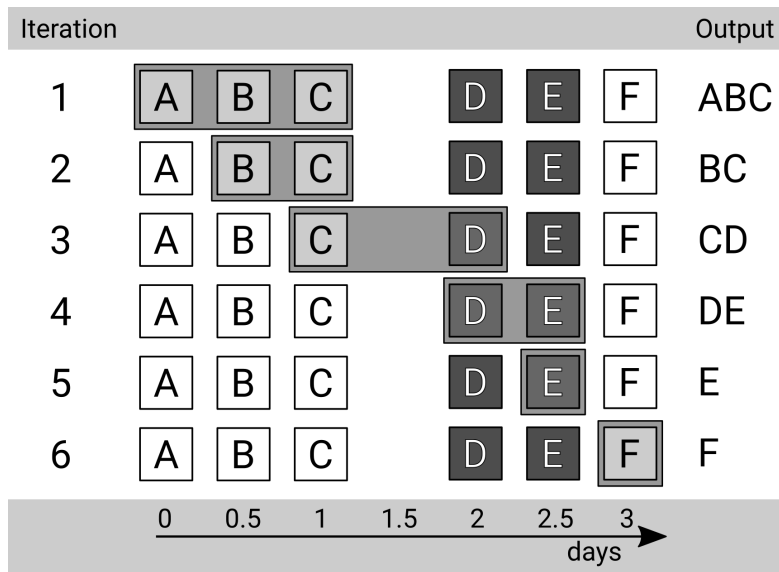 Iteration Output
1 A B C D E F ABC
2 A B C D E F BC
3 A B C D E F CD
4 A B C D E F DE
5 A B C D E F E
6 A B C D E F F
0 0.5 1 1.5 2 2.5 3
days